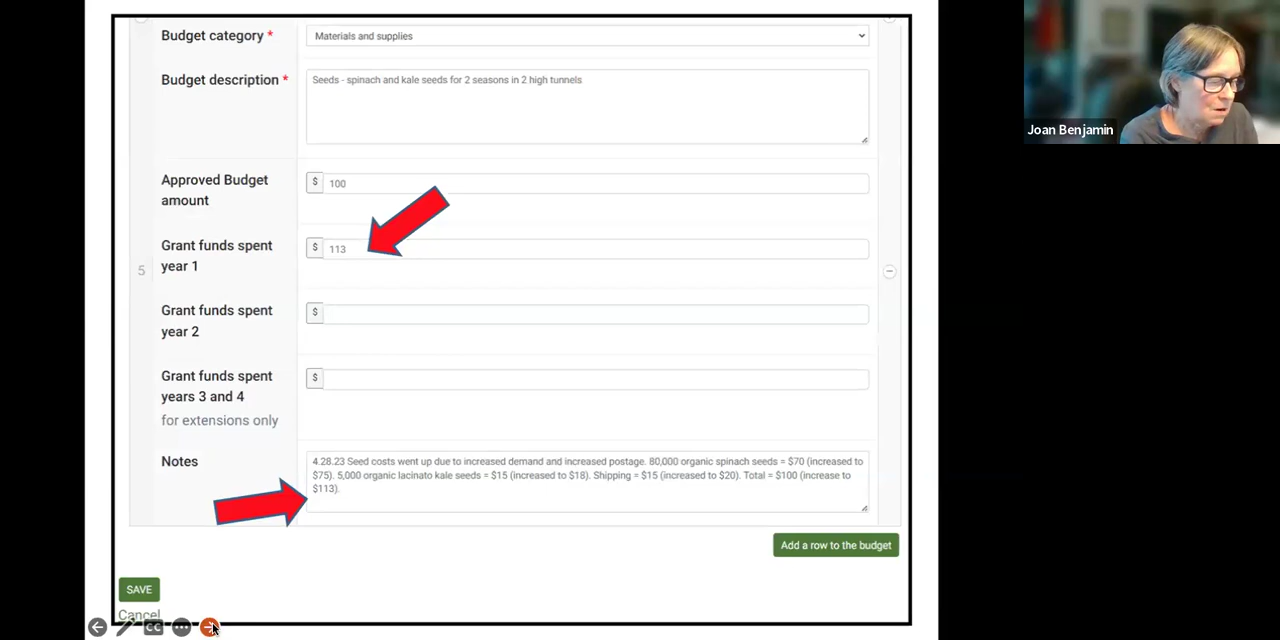 Budget category *
Materials and supplies
Budget description *
Seeds - spinach and kale seeds for 2 seasons in 2 high tunnels
Approved Budget
amount
$ 100
Grant funds spent
year 1
$ 113
5
Grant funds spent
year 2
$
Grant funds spent
years 3 and 4
for extensions only
$
Notes
4.28.23 Seed costs went up due to increased demand and increased postage. 80,000 organic spinach seeds = $70 (increased to
$75). 5,000 organic lacinato kale seeds = $15 (increased to $18). Shipping = $15 (increased to $20). Total = $100 (increase to
$113).
Add a row to the budget
SAVE
Cancel
CC
Joan Benjamin